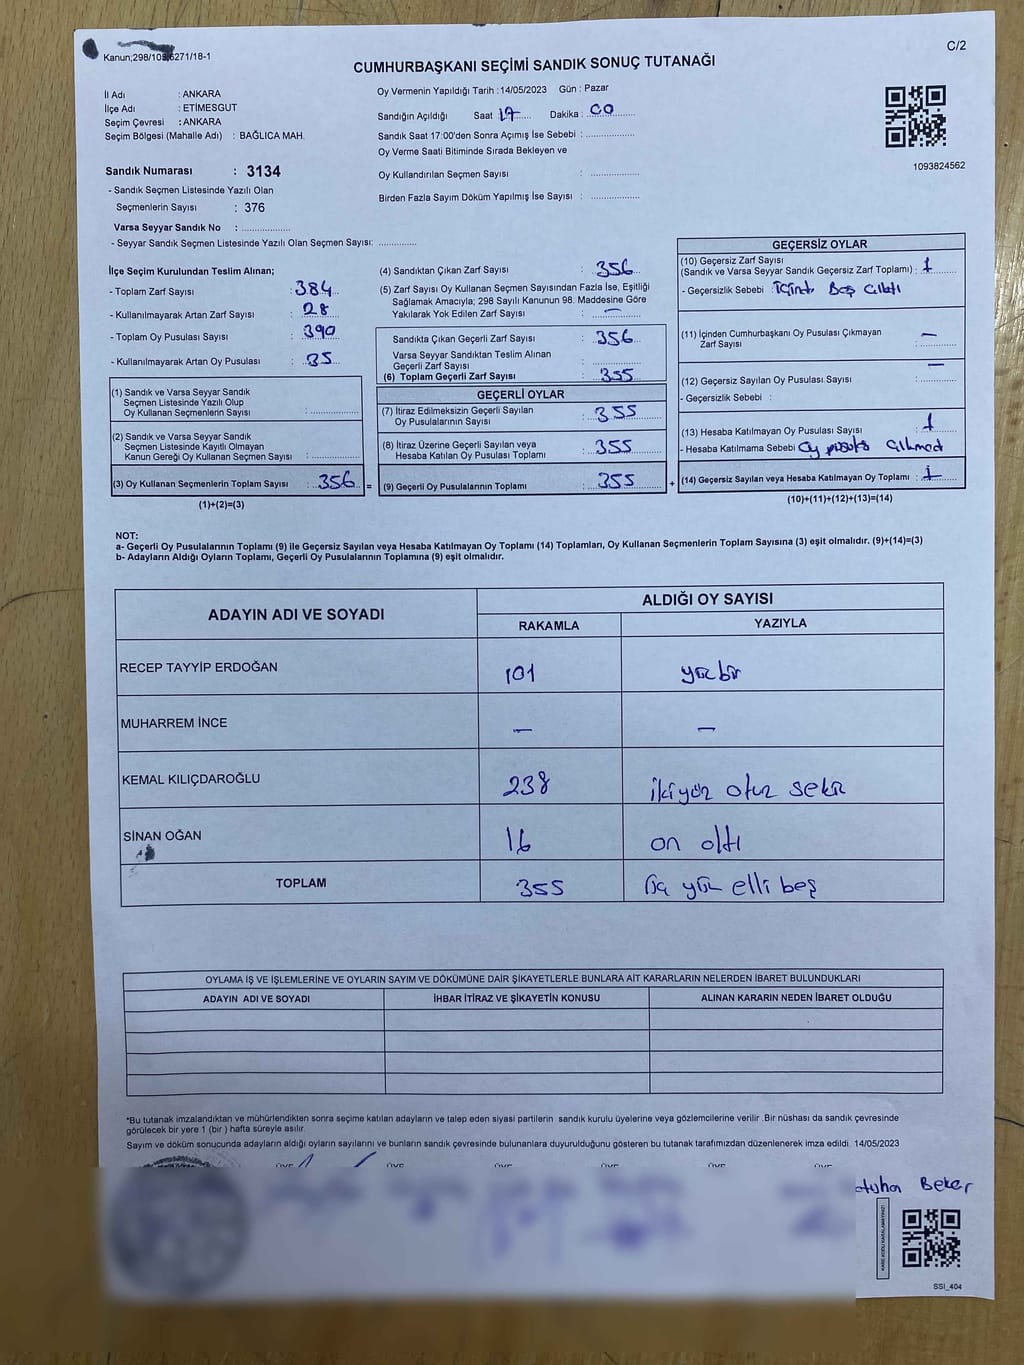 Kanun;298/105,6271/18-1
C/2
CUMHURBAŞKANI SEÇİMİ SANDIK SONUÇ TUTANAĞI
İl Adı : ANKARA
İlçe Adı : ETİMESGUT
Seçim Çevresi : ANKARA
Seçim Bölgesi (Mahalle Adı) : BAĞLICA MAH.
Sandık Numarası : 3134
- Sandık Seçmen Listesinde Yazılı Olan
Seçmenlerin Sayısı : 376
Varsa Seyyar Sandık No : ..................
- Seyyar Sandık Seçmen Listesinde Yazılı Olan Seçmen Sayısı: ..............
Oy Vermenin Yapıldığı Tarih : 14/05/2023 Gün : Pazar
Sandığın Açıldığı Saat 17 Dakika : 00
Sandık Saat 17:00'den Sonra Açımış İse Sebebi : ..................
Oy Verme Saati Bitiminde Sırada Bekleyen ve
Oy Kullandırılan Seçmen Sayısı : ..................
Birden Fazla Sayım Döküm Yapılmış İse Sayısı : ..................
1093824562
İlçe Seçim Kurulundan Teslim Alınan;
- Toplam Zarf Sayısı : 384
- Kullanılmayarak Artan Zarf Sayısı : 28
- Toplam Oy Pusulası Sayısı : 390
- Kullanılmayarak Artan Oy Pusulası : 35
(1) Sandık ve Varsa Seyyar Sandık
Seçmen Listesinde Yazılı Olup
Oy Kullanan Seçmenlerin Sayısı : ..................
(2) Sandık ve Varsa Seyyar Sandık
Seçmen Listesinde Kayıtlı Olmayan
Kanun Gereği Oy Kullanan Seçmen Sayısı : ..................
(3) Oy Kullanan Seçmenlerin Toplam Sayısı : 356 =
(1)+(2)=(3)
(4) Sandıktan Çıkan Zarf Sayısı : 356
(5) Zarf Sayısı Oy Kullanan Seçmen Sayısından Fazla İse, Eşitliği
Sağlamak Amacıyla; 298 Sayılı Kanunun 98. Maddesine Göre
Yakılarak Yok Edilen Zarf Sayısı : —
Sandıkta Çıkan Geçerli Zarf Sayısı : 356
Varsa Seyyar Sandıktan Teslim Alınan
Geçerli Zarf Sayısı :
(6) Toplam Geçerli Zarf Sayısı : 355
GEÇERLİ OYLAR
(7) İtiraz Edilmeksizin Geçerli Sayılan
Oy Pusulalarının Sayısı : 355
(8) İtiraz Üzerine Geçerli Sayılan veya
Hesaba Katılan Oy Pusulası Toplamı : 355
(9) Geçerli Oy Pusulalarının Toplamı : 355 +
GEÇERSİZ OYLAR
(10) Geçersiz Zarf Sayısı
(Sandık ve Varsa Seyyar Sandık Geçersiz Zarf Toplamı) : 1
- Geçersizlik Sebebi : Boş
(11) İçinden Cumhurbaşkanı Oy Pusulası Çıkmayan
Zarf Sayısı : —
(12) Geçersiz Sayılan Oy Pusulası Sayısı : —
- Geçersizlik Sebebi :
(13) Hesaba Katılmayan Oy Pusulası Sayısı : 1
- Hesaba Katılmama Sebebi : Oy
(14) Geçersiz Sayılan veya Hesaba Katılmayan Oy Toplamı : 1
(10)+(11)+(12)+(13)=(14)
NOT:
a- Geçerli Oy Pusulalarının Toplamı (9) ile Geçersiz Sayılan veya Hesaba Katılmayan Oy Toplamı (14) Toplamları, Oy Kullanan Seçmenlerin Toplam Sayısına (3) eşit olmalıdır. (9)+(14)=(3)
b- Adayların Aldığı Oyların Toplamı, Geçerli Oy Pusulalarının Toplamına (9) eşit olmalıdır.
ADAYIN ADI VE SOYADI ALDIĞI OY SAYISI
RAKAMLA YAZIYLA
RECEP TAYYİP ERDOĞAN 101 yüz bir
MUHARREM İNCE — —
KEMAL KILIÇDAROĞLU 238 ikiyüz otuz sekiz
SİNAN OĞAN 16 on altı
TOPLAM 355 üç yüz elli beş
OYLAMA İŞ VE İŞLEMLERİNE VE OYLARIN SAYIM VE DÖKÜMÜNE DAİR ŞİKAYETLERLE BUNLARA AİT KARARLARIN NELERDEN İBARET BULUNDUKLARI
ADAYIN ADI VE SOYADI İHBAR İTİRAZ VE ŞİKAYETİN KONUSU ALINAN KARARIN NEDEN İBARET OLDUĞU
*Bu tutanak imzalandıktan ve mühürlendikten sonra seçime katılan adayların ve talep eden siyasi partilerin sandık kurulu üyelerine veya gözlemcilerine verilir .Bir nüshası da sandık çevresinde
görülecek bir yere 1 (bir ) hafta süreyle asılır.
Sayım ve döküm sonucunda adayların aldığı oyların sayılarını ve bunların sandık çevresinde bulunanlara duyurulduğunu gösteren bu tutanak tarafımızdan düzenlenerek imza edildi. 14/05/2023
ÜYE ÜYE ÜYE ÜYE ÜYE ÜYE
Beker
SSI_404